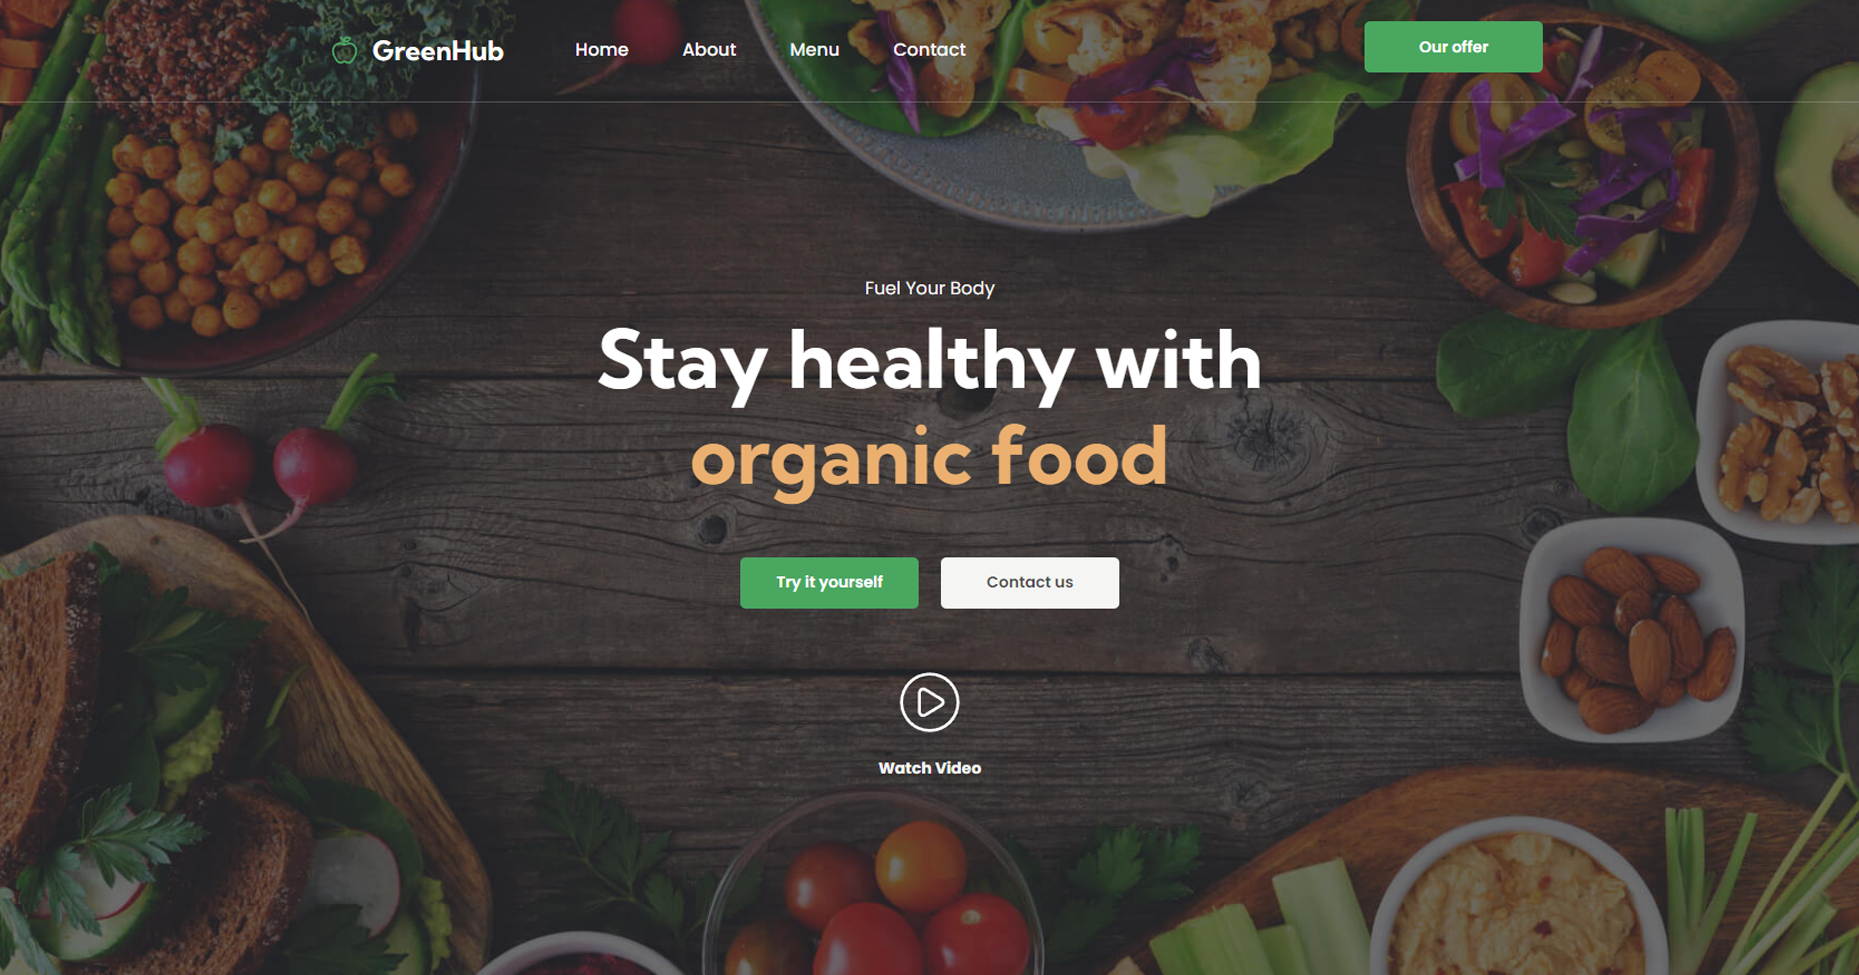 GreenHub
Home
About
Menu
Contact
Our offer
Fuel Your Body
Stay healthy with
organic food
Try it yourself
Contact us
Watch Video